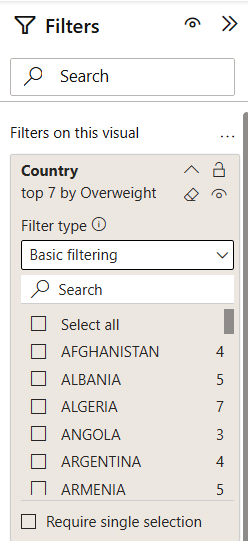 Filters
Search
Filters on this visual ...
Country
top 7 by Overweight
Filter type
Basic filtering
Search
Select all
AFGHANISTAN 4
ALBANIA 5
ALGERIA 7
ANGOLA 3
ARGENTINA 4
ARMENIA 5
Require single selection